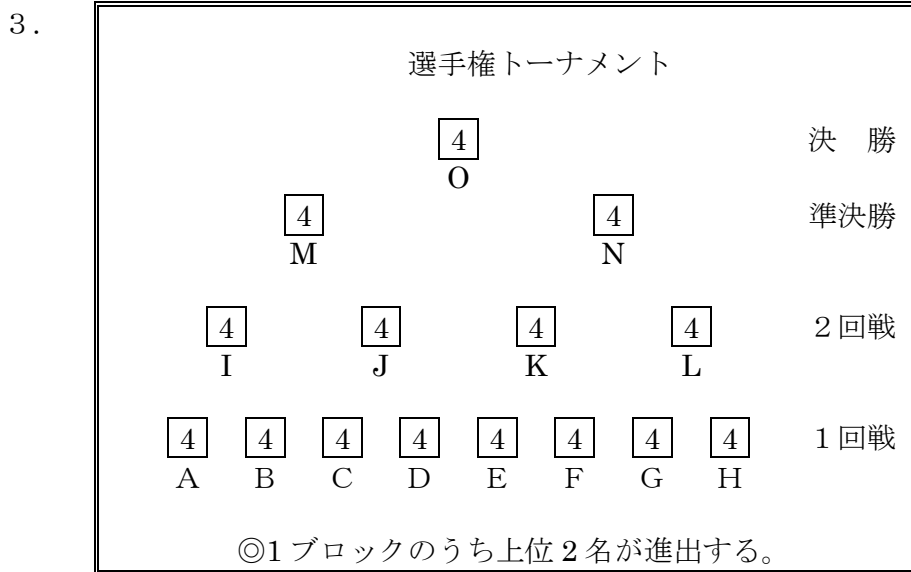 ３．
選手権トーナメント
4 決　勝
O
4 4 準決勝
M N
4 4 4 4 ２回戦
I J K L
4 4 4 4 4 4 4 4 １回戦
Ａ Ｂ Ｃ Ｄ Ｅ Ｆ Ｇ Ｈ
◎1 ブロックのうち上位 2 名が進出する。